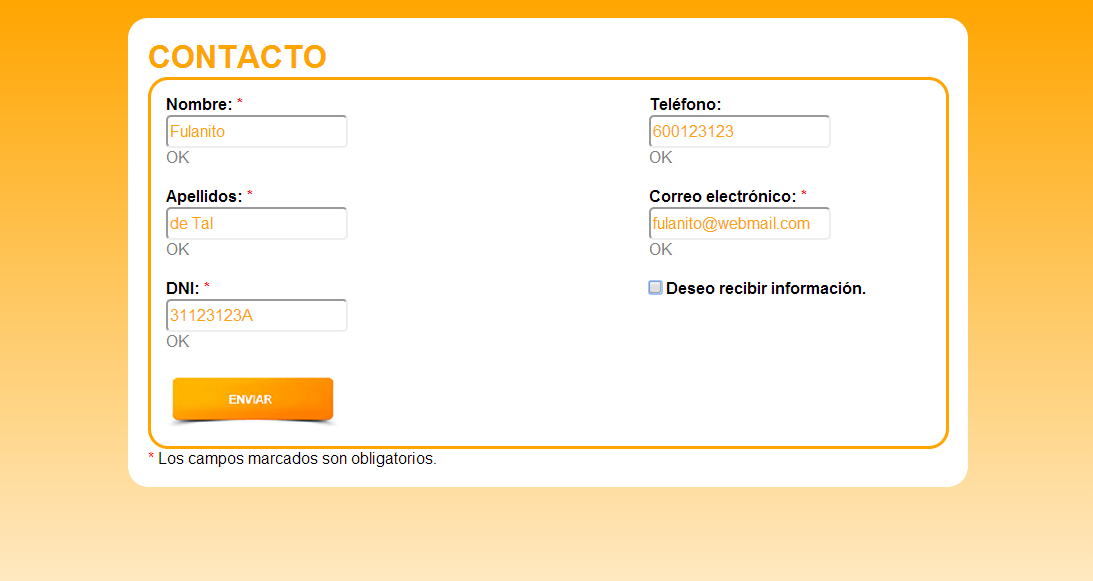 CONTACTO
Nombre: *
Fulanito
OK
Apellidos: *
de Tal
OK
DNI: *
31123123A
OK
Teléfono:
600123123
OK
Correo electrónico: *
fulanito@webmail.com
OK
Deseo recibir información.
ENVIAR
* Los campos marcados son obligatorios.